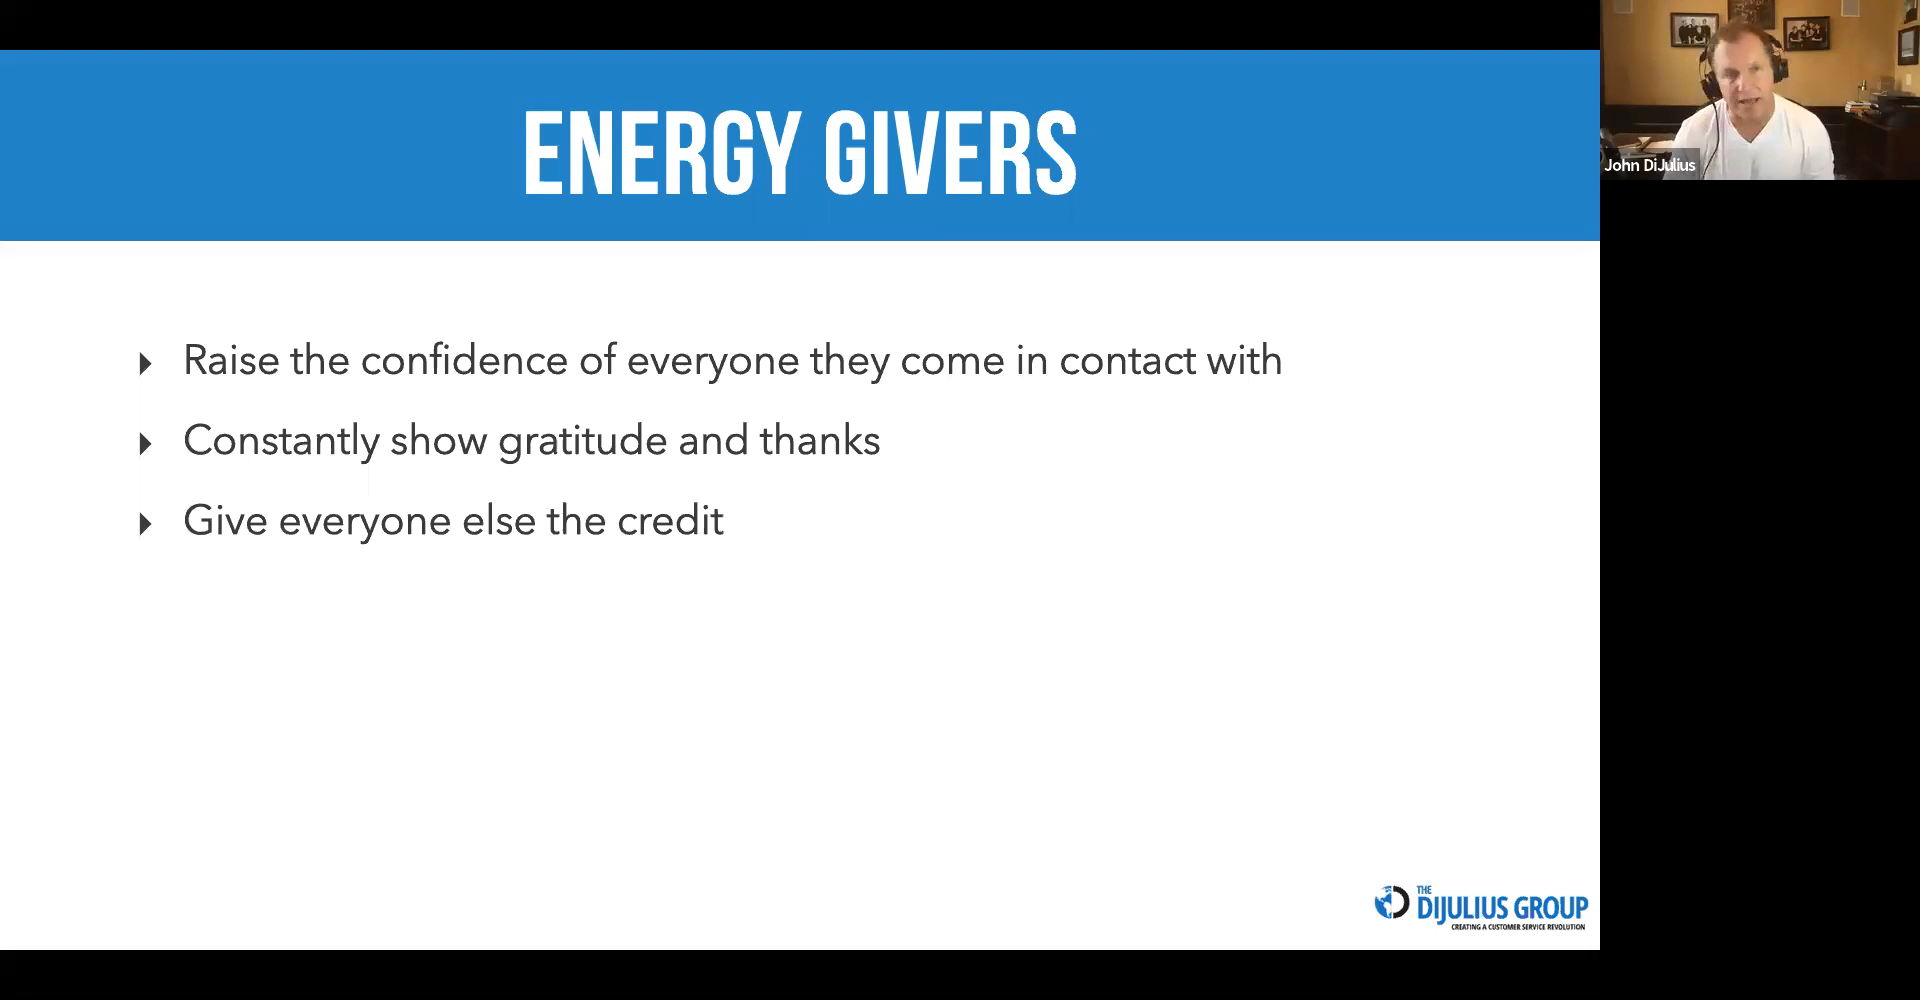 ENERGY GIVERS
John DiJulius
Raise the confidence of everyone they come in contact with
Constantly show gratitude and thanks
Give everyone else the credit
THE
DIJULIUS GROUP
CREATING A CUSTOMER SERVICE REVOLUTION